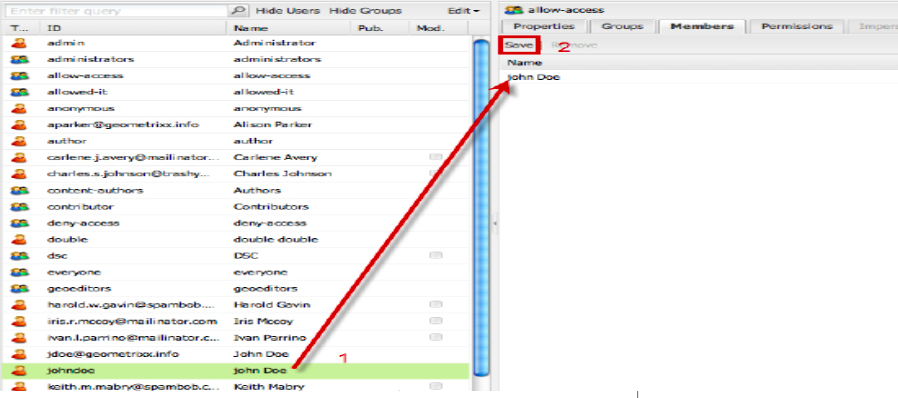 Enter filter query Hide Users Hide Groups Edit
T... ID Name Pub. Mod.
admin Administrator
administrators administrators
allow-access allow-access
allowed-it allowed-it
anonymous anonymous
aparker@geometrixx.info Alison Parker
author author
carlene.j.avery@mailinator... Carlene Avery
charles.s.johnson@trashy... Charles Johnson
content-authors Authors
contributor Contributors
deny-access deny-access
double double double
dsc DSC
everyone everyone
geoeditors geoeditors
harold.w.gavin@spambob.... Harold Gavin
iris.r.mccoy@mailinator.com Iris Mccoy
ivan.l.parrino@mailinator.c... Ivan Parrino
jdoe@geometrixx.info John Doe
1
johndoe john Doe
keith.m.mabry@spambob.c... Keith Mabry
allow-access
Properties Groups Members Permissions Impers
Save Remove
2
Name
john Doe